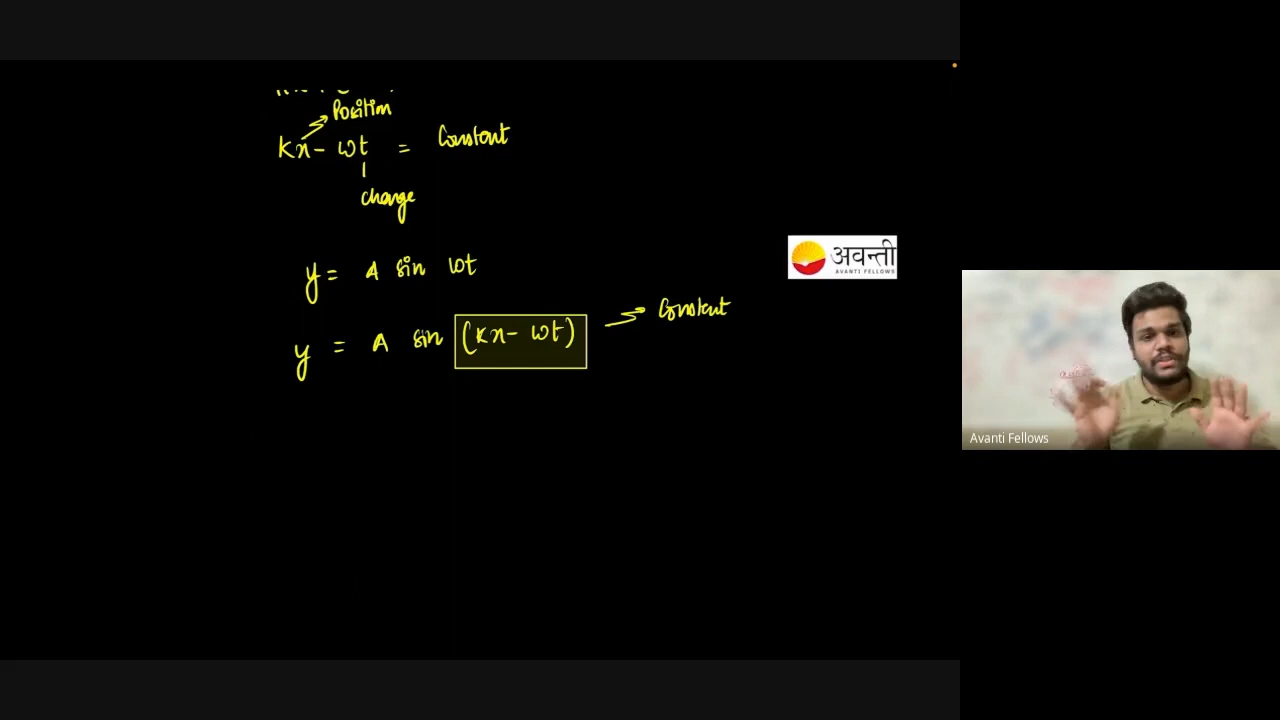 Position
Kx - ωt = Constant
change
y = A sin ωt
y = A sin (Kx - ωt) → Constant
अवन्ती
AVANTI FELLOWS
Avanti Fellows